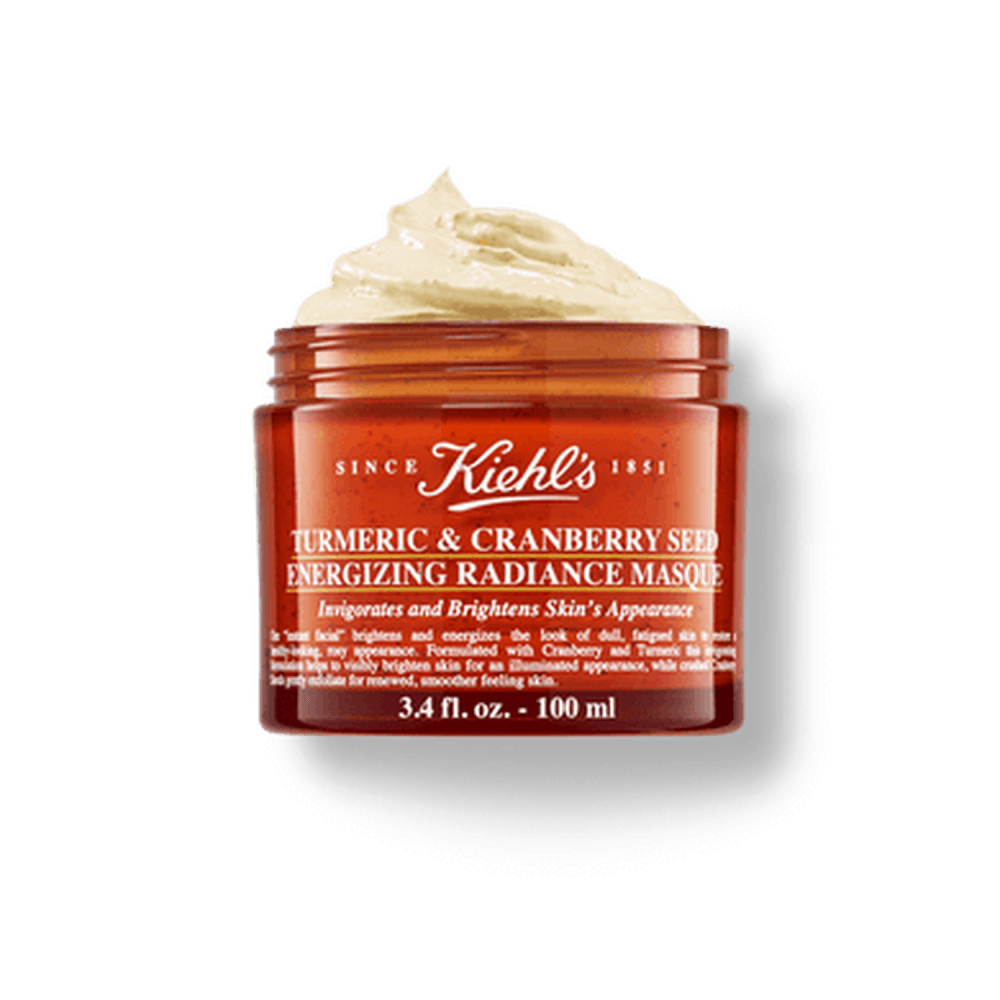 SINCE Kiehl's 1851
TURMERIC & CRANBERRY SEED
ENERGIZING RADIANCE MASQUE
Invigorates and Brightens Skin's Appearance
"instant facial" brightens and energizes the look of dull, fatigued skin to
rosy appearance. Formulated with Cranberry and Turmeric this
helps to visibly brighten skin for an illuminated appearance, while crushed
gently exfoliate for renewed, smoother feeling skin.
3.4 fl. oz. - 100 ml